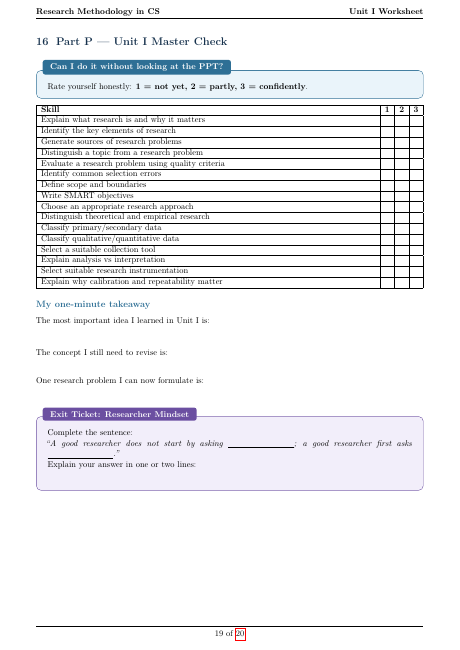 Research Methodology in CS Unit I Worksheet
16 Part P — Unit I Master Check
Can I do it without looking at the PPT?
Rate yourself honestly: 1 = not yet, 2 = partly, 3 = confidently.
Skill 1 2 3
Explain what research is and why it matters
Identify the key elements of research
Generate sources of research problems
Distinguish a topic from a research problem
Evaluate a research problem using quality criteria
Identify common selection errors
Define scope and boundaries
Write SMART objectives
Choose an appropriate research approach
Distinguish theoretical and empirical research
Classify primary/secondary data
Classify qualitative/quantitative data
Select a suitable collection tool
Explain analysis vs interpretation
Select suitable research instrumentation
Explain why calibration and repeatability matter
My one-minute takeaway
The most important idea I learned in Unit I is:
The concept I still need to revise is:
One research problem I can now formulate is:
Exit Ticket: Researcher Mindset
Complete the sentence:
"A good researcher does not start by asking ____________; a good researcher first asks
____________."
Explain your answer in one or two lines:
19 of 20